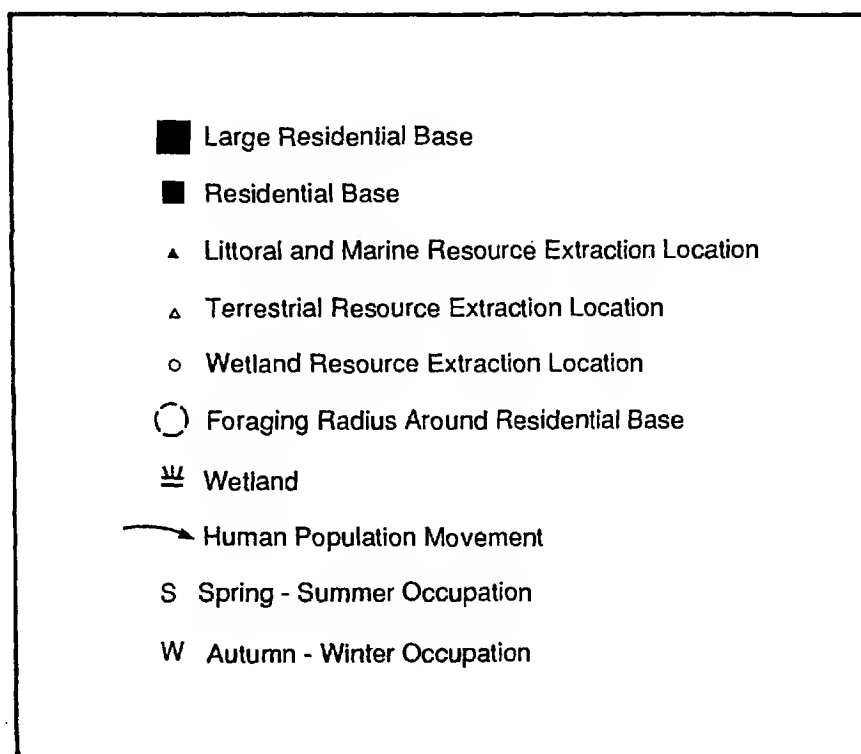 Large Residential Base
Residential Base
Littoral and Marine Resource Extraction Location
Terrestrial Resource Extraction Location
Wetland Resource Extraction Location
Foraging Radius Around Residential Base
Wetland
Human Population Movement
S Spring - Summer Occupation
W Autumn - Winter Occupation